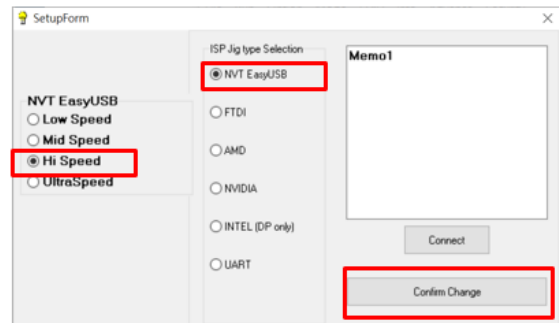 SetupForm
NVT EasyUSB
Low Speed
Mid Speed
Hi Speed
UltraSpeed
ISP Jig type Selection
NVT EasyUSB
FTDI
AMD
NVIDIA
INTEL (DP only)
UART
Memo1
Connect
Confirm Change